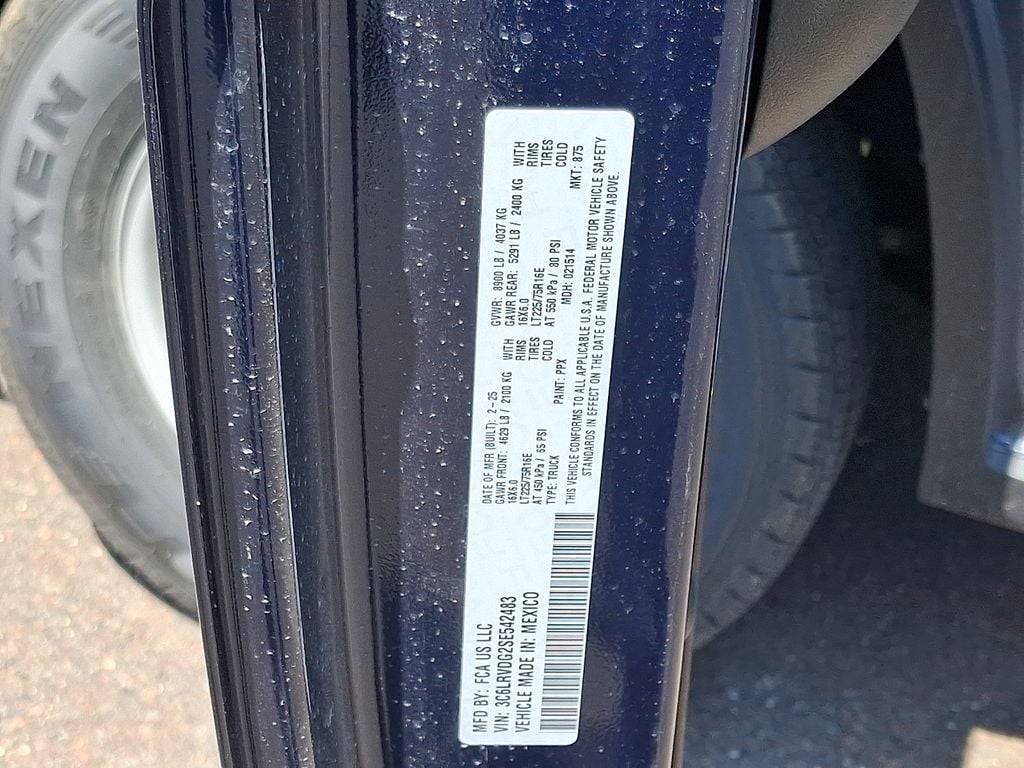 NEXEN
MFD BY: FCA US LLC
VIN: 3C6LRVDG2SE542483
VEHICLE MADE IN: MEXICO
DATE OF MFR (BUILT): 2-25
GAWR FRONT: 4629 LB / 2100 KG WITH
16X6.0 RIMS
LT225/75R16E TIRES
AT 450 kPa / 65 PSI COLD
TYPE: TRUCK PAINT: PPX
GVWR: 8900 LB / 4037 KG
GAWR REAR: 5291 LB / 2400 KG WITH
16X6.0 RIMS
LT225/75R16E TIRES
AT 550 kPa / 80 PSI COLD
MDH: 021514 MKT: 875
THIS VEHICLE CONFORMS TO ALL APPLICABLE U.S.A. FEDERAL MOTOR VEHICLE SAFETY
STANDARDS IN EFFECT ON THE DATE OF MANUFACTURE SHOWN ABOVE.